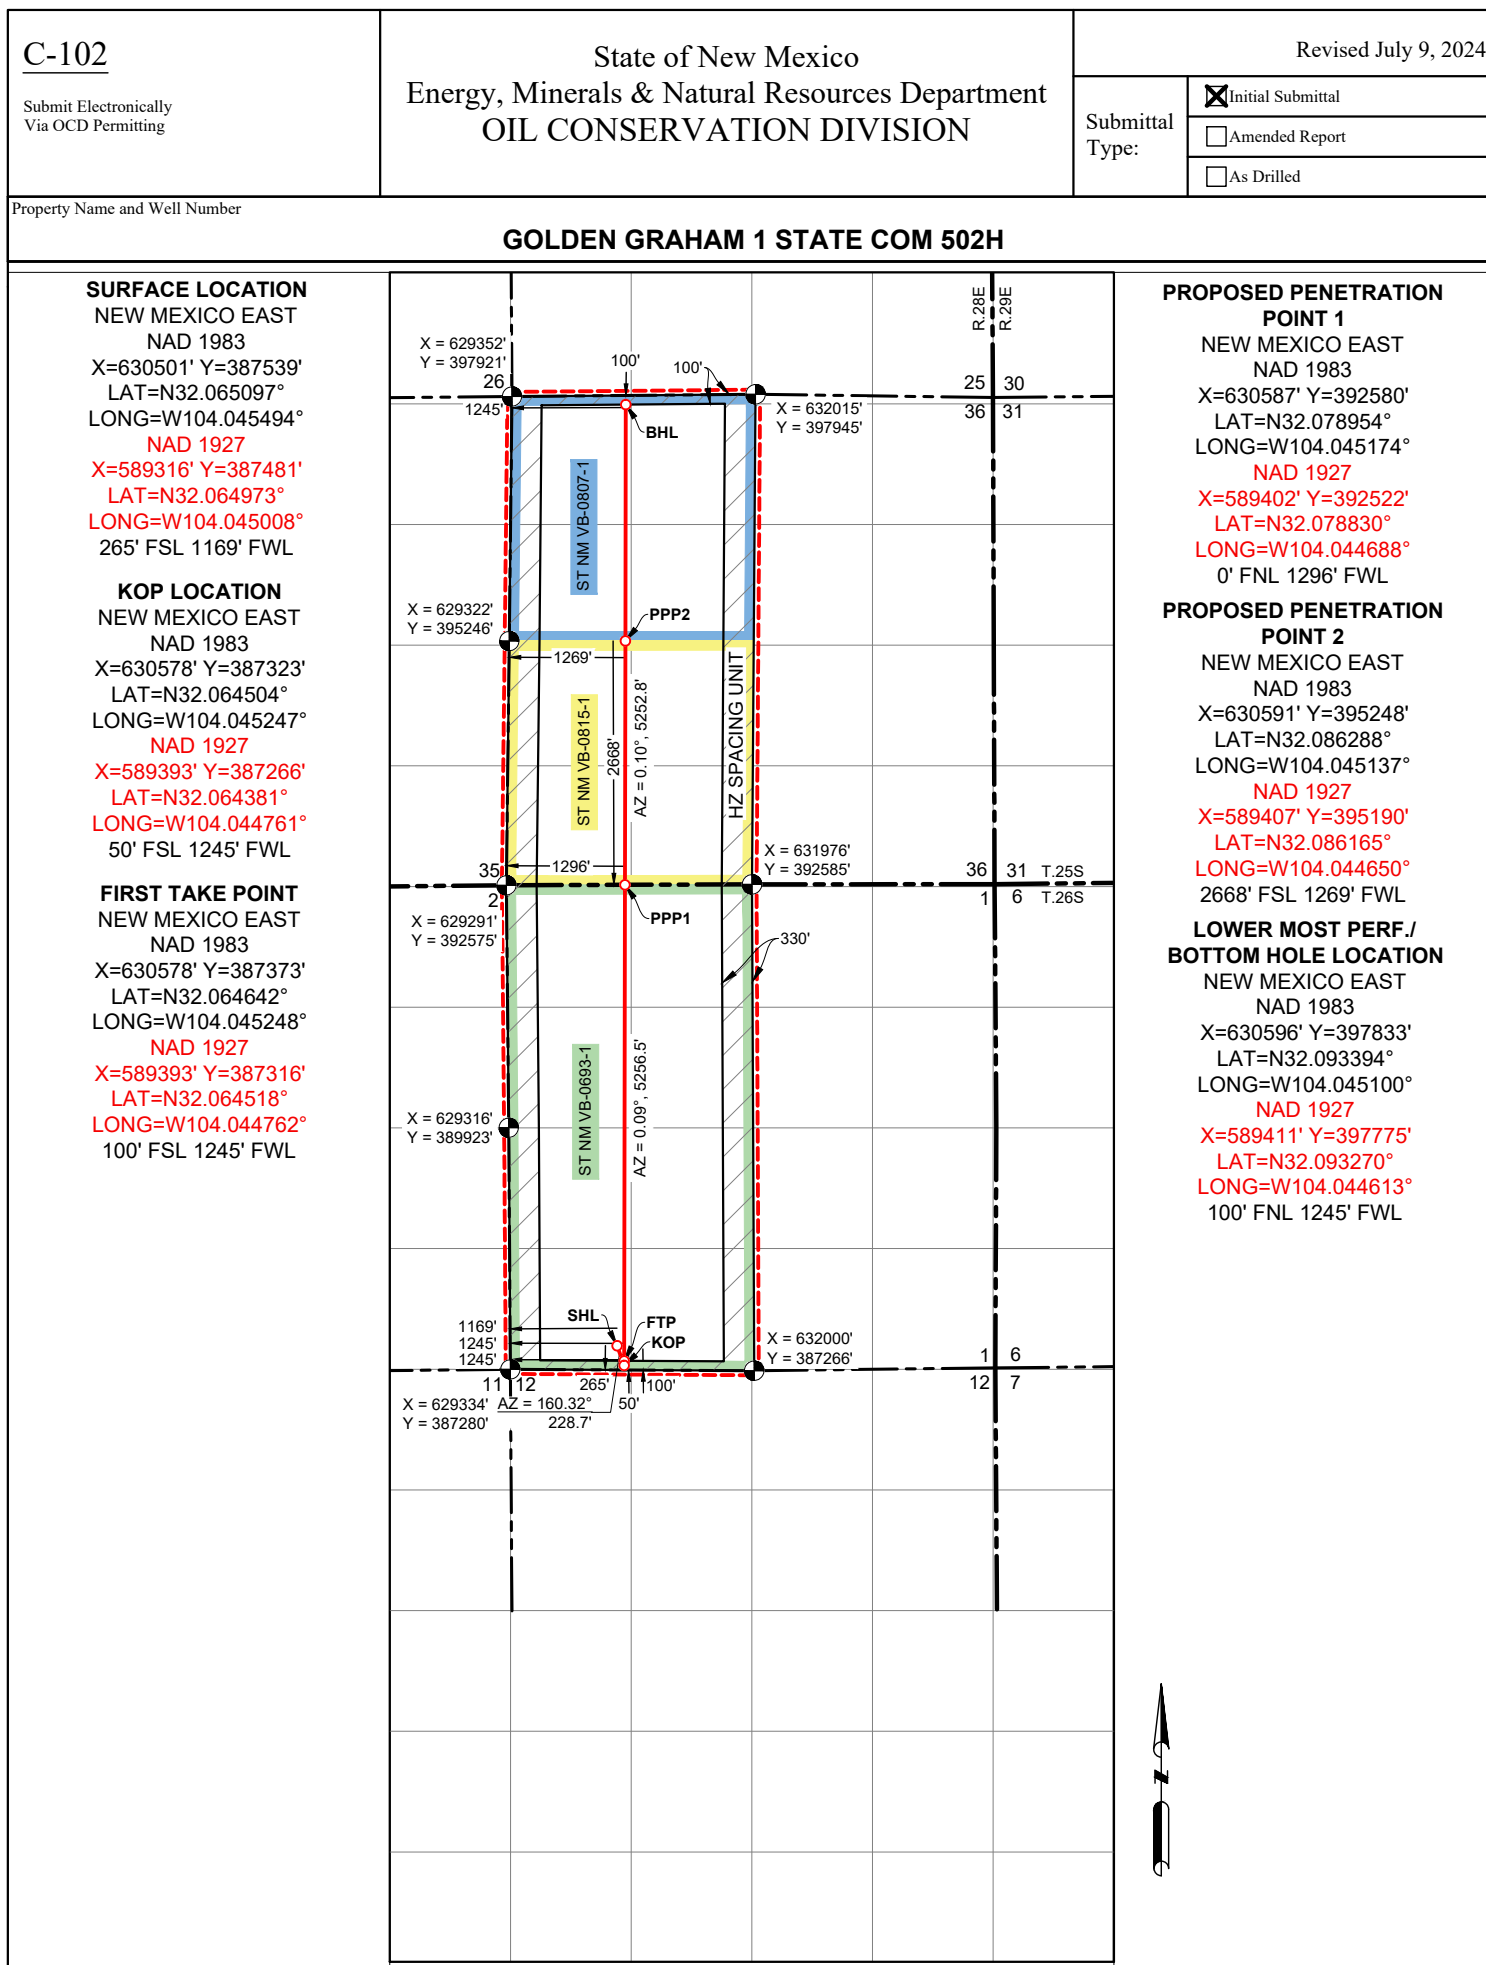 C-102
Submit Electronically
Via OCD Permitting
State of New Mexico
Energy, Minerals & Natural Resources Department
OIL CONSERVATION DIVISION
Revised July 9, 2024
Submittal
Type:
Initial Submittal
Amended Report
As Drilled
Property Name and Well Number
GOLDEN GRAHAM 1 STATE COM 502H
SURFACE LOCATION
NEW MEXICO EAST
NAD 1983
X=630501' Y=387539'
LAT=N32.065097°
LONG=W104.045494°
NAD 1927
X=589316' Y=387481'
LAT=N32.064973°
LONG=W104.045008°
265' FSL 1169' FWL
KOP LOCATION
NEW MEXICO EAST
NAD 1983
X=630578' Y=387323'
LAT=N32.064504°
LONG=W104.045247°
NAD 1927
X=589393' Y=387266'
LAT=N32.064381°
LONG=W104.044761°
50' FSL 1245' FWL
FIRST TAKE POINT
NEW MEXICO EAST
NAD 1983
X=630578' Y=387373'
LAT=N32.064642°
LONG=W104.045248°
NAD 1927
X=589393' Y=387316'
LAT=N32.064518°
LONG=W104.044762°
100' FSL 1245' FWL
R.28E
R.29E
X = 629352'
Y = 397921'
26
100'
100'
25 30
36 31
1245'
X = 632015'
Y = 397945'
BHL
ST NM VB-0807-1
X = 629322'
Y = 395246'
PPP2
1269'
ST NM VB-0815-1
2668'
AZ = 0.10°, 5252.8'
HZ SPACING UNIT
X = 631976'
Y = 392585'
35
1296'
36 31 T.25S
2
1 6 T.26S
PPP1
X = 629291'
Y = 392575'
330'
ST NM VB-0693-1
AZ = 0.09°, 5256.5'
X = 629316'
Y = 389923'
SHL
FTP
KOP
1169'
1245'
1245'
X = 632000'
Y = 387266'
1 6
12 7
11 12
265'
100'
50'
X = 629334'
Y = 387280'
AZ = 160.32°
228.7'
PROPOSED PENETRATION
POINT 1
NEW MEXICO EAST
NAD 1983
X=630587' Y=392580'
LAT=N32.078954°
LONG=W104.045174°
NAD 1927
X=589402' Y=392522'
LAT=N32.078830°
LONG=W104.044688°
0' FNL 1296' FWL
PROPOSED PENETRATION
POINT 2
NEW MEXICO EAST
NAD 1983
X=630591' Y=395248'
LAT=N32.086288°
LONG=W104.045137°
NAD 1927
X=589407' Y=395190'
LAT=N32.086165°
LONG=W104.044650°
2668' FSL 1269' FWL
LOWER MOST PERF./
BOTTOM HOLE LOCATION
NEW MEXICO EAST
NAD 1983
X=630596' Y=397833'
LAT=N32.093394°
LONG=W104.045100°
NAD 1927
X=589411' Y=397775'
LAT=N32.093270°
LONG=W104.044613°
100' FNL 1245' FWL
N